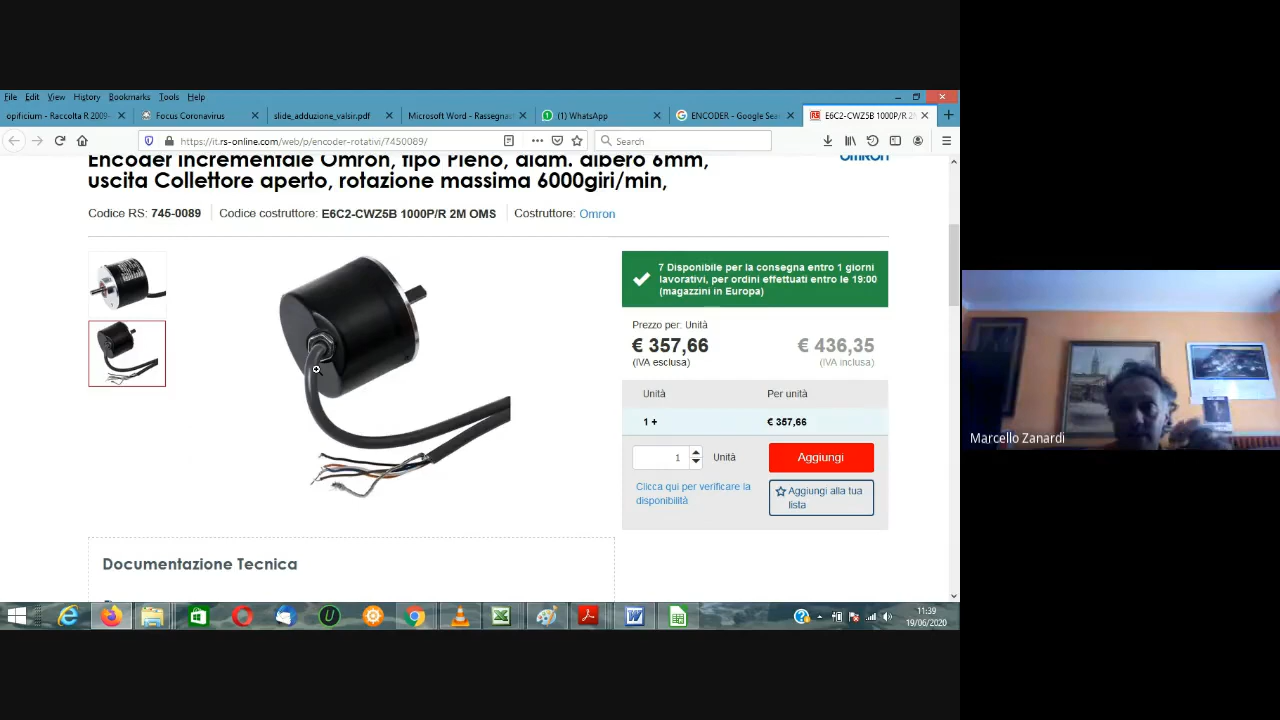 File Edit View History Bookmarks Tools Help
opificium - Raccolta R 2009-
Focus Coronavirus
slide_adduzione_valsir.pdf
Microsoft Word - Rassegna
(1) WhatsApp
ENCODER - Google Sea
E6C2-CWZ5B 1000P/R 2
https://it.rs-online.com/web/p/encoder-rotativi/7450089/
Search
Encoder Incrementale Omron, tipo Pieno, diam. albero 6mm,
uscita Collettore aperto, rotazione massima 6000giri/min,
omron
Codice RS: 745-0089 Codice costruttore: E6C2-CWZ5B 1000P/R 2M OMS Costruttore: Omron
7 Disponibile per la consegna entro 1 giorni
lavorativi, per ordini effettuati entro le 19:00
(magazzini in Europa)
Prezzo per: Unità
€ 357,66 € 436,35
(IVA esclusa) (IVA inclusa)
Unità Per unità
1 + € 357,66
1 Unità Aggiungi
Clicca qui per verificare la
disponibilità
Aggiungi alla tua
lista
Documentazione Tecnica
11:39
19/06/2020
Marcello Zanardi